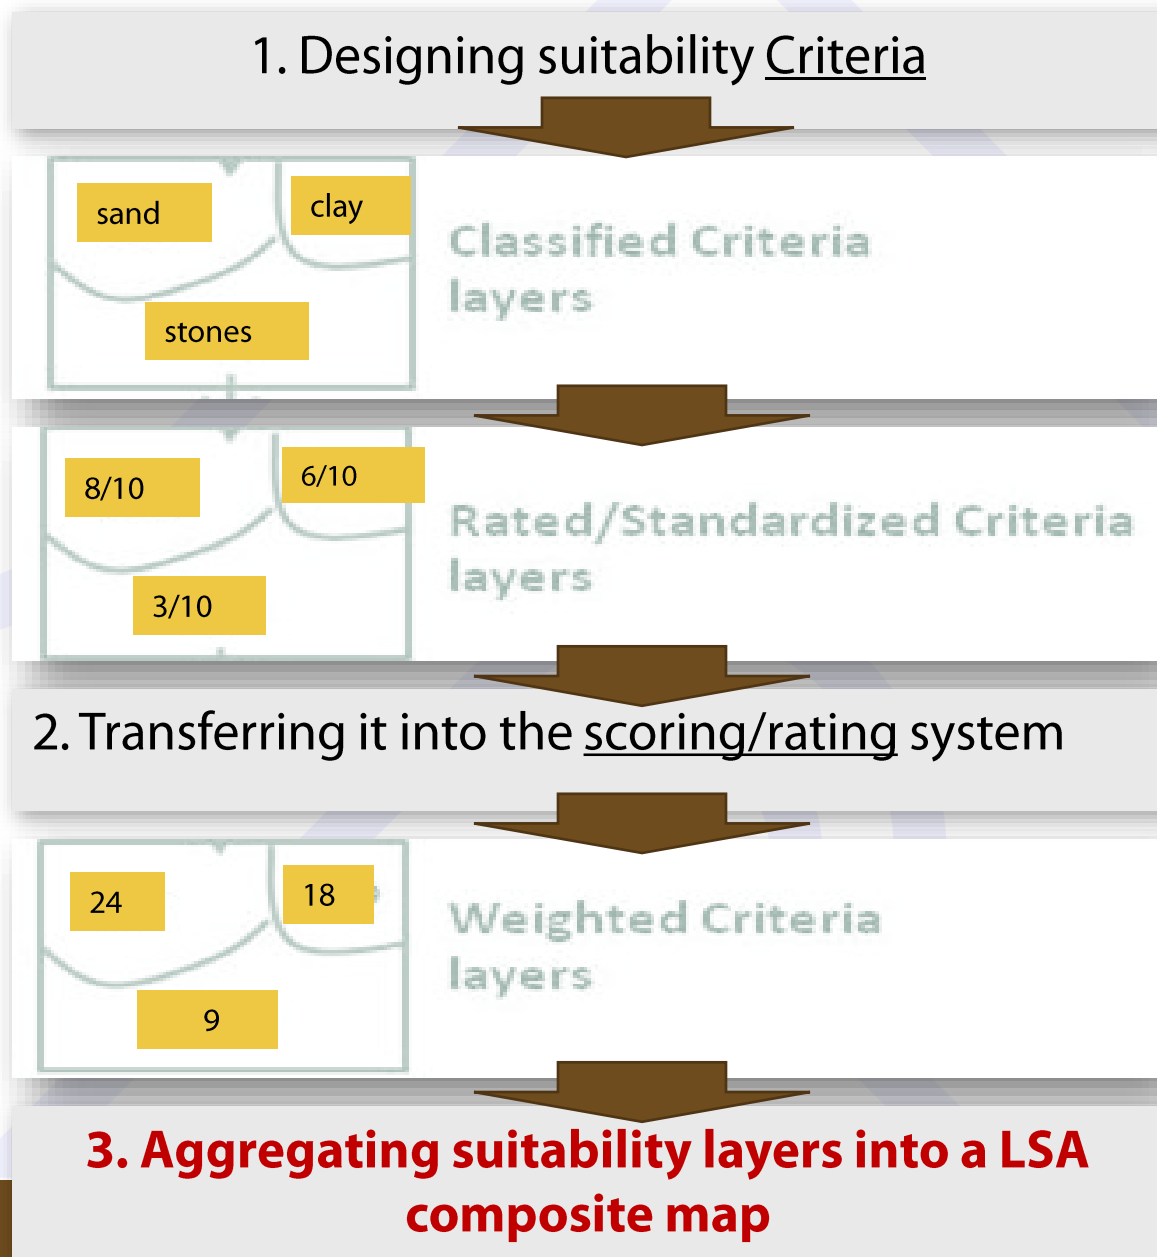 1. Designing suitability Criteria
sand
clay
stones
Classified Criteria
layers
8/10
6/10
3/10
Rated/Standardized Criteria
layers
2. Transferring it into the scoring/rating system
24
18
9
Weighted Criteria
layers
3. Aggregating suitability layers into a LSA
composite map